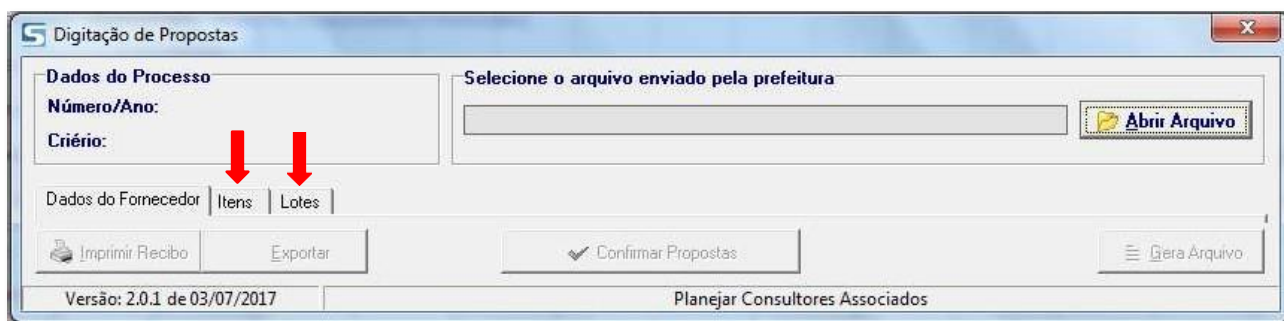 Digitação de Propostas
Dados do Processo
Número/Ano:
Criério:
Selecione o arquivo enviado pela prefeitura
Abrir Arquivo
Dados do Fornecedor Itens Lotes
Imprimir Recibo Exportar Confirmar Propostas Gera Arquivo
Versão: 2.0.1 de 03/07/2017 Planejar Consultores Associados